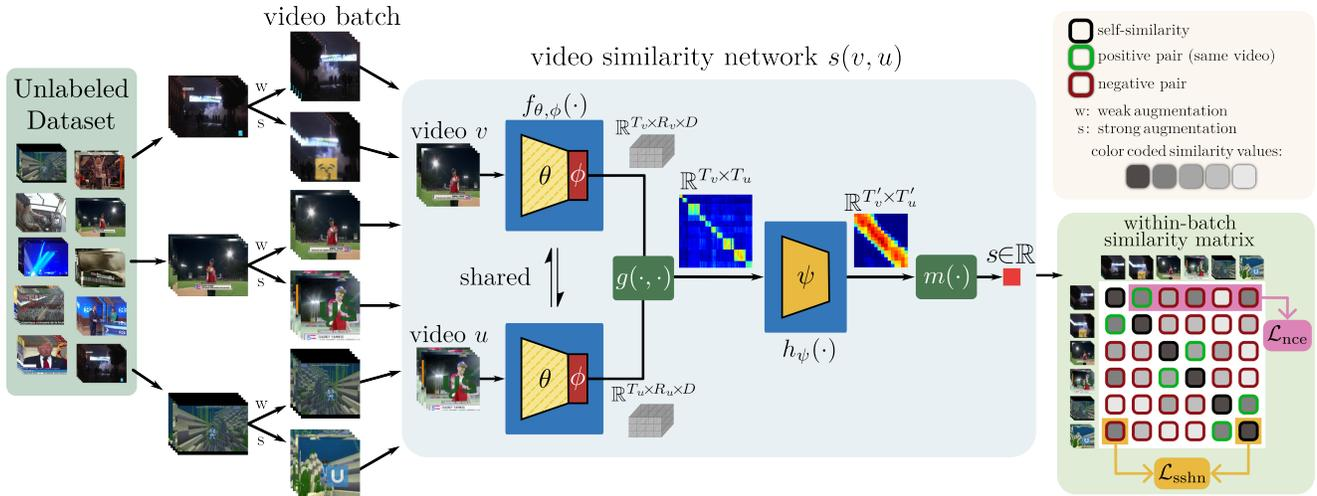 video batch
Unlabeled
Dataset
w
s
w
s
w
s
video similarity network s(v, u)
f_{θ,φ}(·)
video v
θ
φ
ℝ^{T_v×R_v×D}
shared
video u
θ
φ
ℝ^{T_u×R_u×D}
g(·,·)
ℝ^{T_v×T_u}
ψ
h_ψ(·)
ℝ^{T'_v×T'_u}
m(·)
s∈ℝ
self-similarity
positive pair (same video)
negative pair
w: weak augmentation
s: strong augmentation
color coded similarity values:
within-batch
similarity matrix
ℒ_nce
ℒ_sshn
U